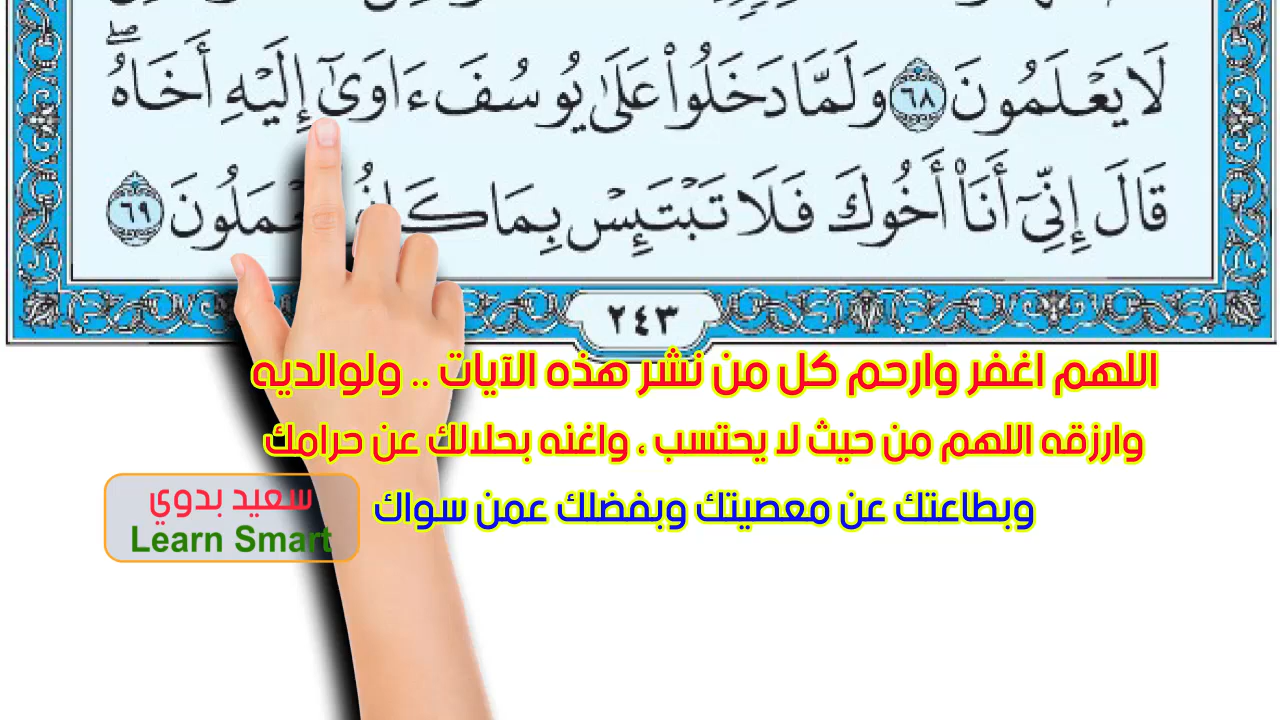 لَا يَعْلَمُونَ ٦٨ وَلَمَّا دَخَلُوا۟ عَلَىٰ يُوسُفَ ءَاوَىٰٓ إِلَيْهِ أَخَاهُ ۖ
قَالَ إِنِّىٓ أَنَا۠ أَخُوكَ فَلَا تَبْتَئِسْ بِمَا ٦٩
٢٤٣
اللهم اغفر وارحم كل من نشر هذه الآيات .. ولوالديه
وارزقه اللهم من حيث لا يحتسب ، واغنه بحلالك عن حرامك
وبطاعتك عن معصيتك وبفضلك عمن سواك
سعيد بدوي
Learn Smart